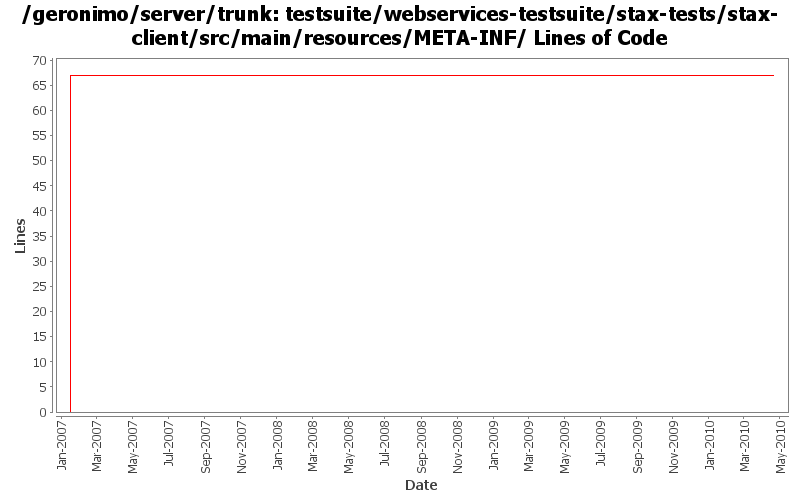 /geronimo/server/trunk: testsuite/webservices-testsuite/stax-tests/stax-
client/src/main/resources/META-INF/ Lines of Code
Lines
70
65
60
55
50
45
40
35
30
25
20
15
10
5
0
Jan-2007
Mar-2007
May-2007
Jul-2007
Sep-2007
Nov-2007
Jan-2008
Mar-2008
May-2008
Jul-2008
Sep-2008
Nov-2008
Jan-2009
Mar-2009
May-2009
Jul-2009
Sep-2009
Nov-2009
Jan-2010
Mar-2010
May-2010
Date